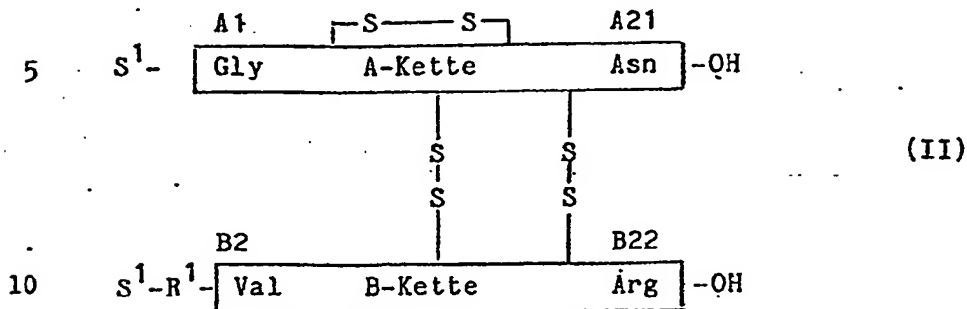 A1 S S A21
5 S¹- Gly A-Kette Asn -OH
S S (II)
S S
B2 B22
10 S¹-R¹- Val B-Kette Arg -OH